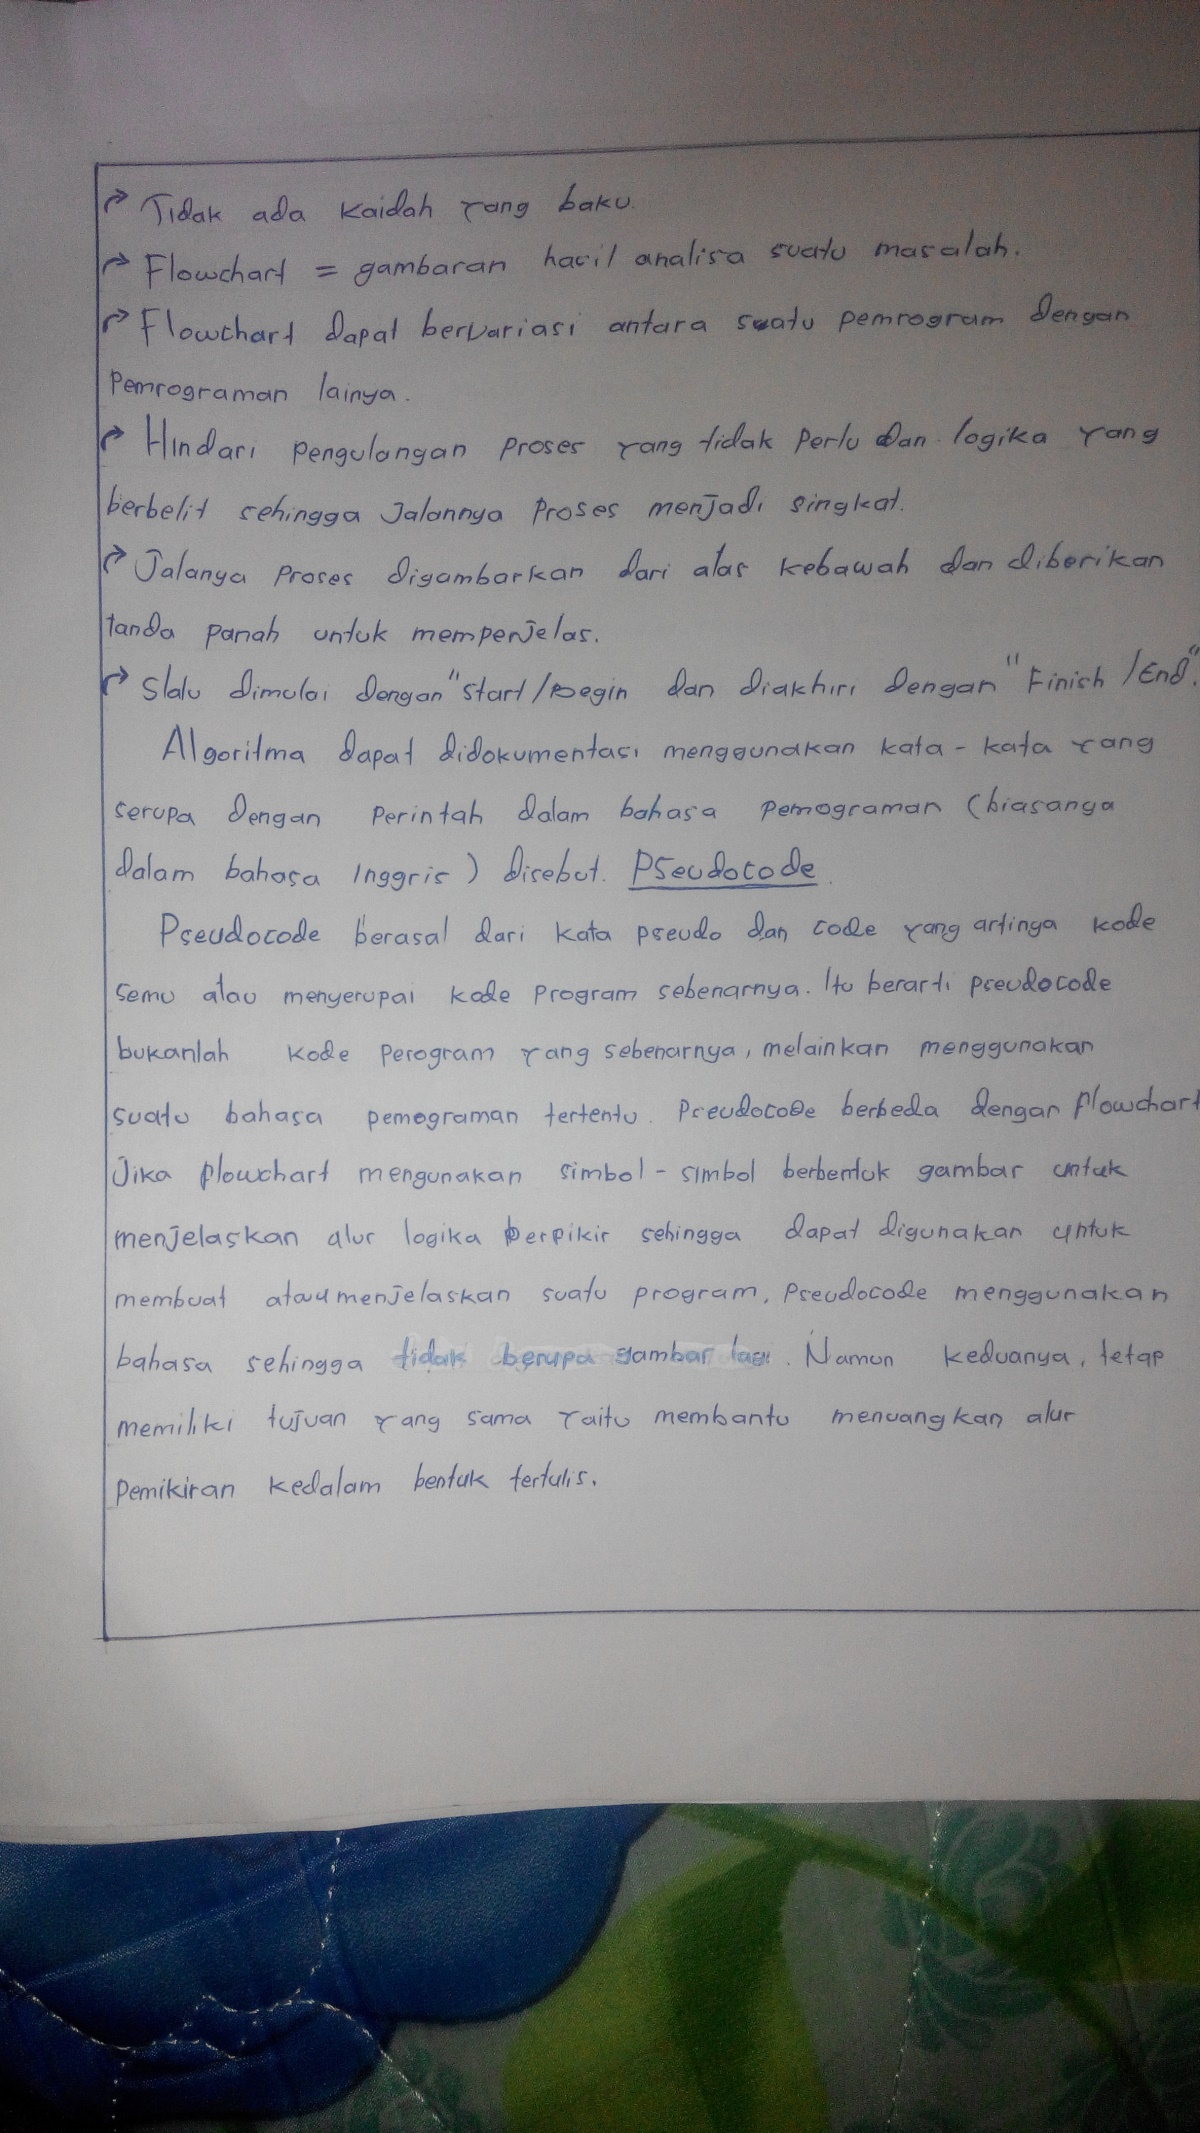 ↱ Tidak ada kaidah yang baku.
↱ Flowchart = gambaran hasil analisa suatu masalah.
↱ Flowchart dapat bervariasi antara suatu pemrogram dengan
Pemrograman lainya.
↱ Hindari pengulangan proses yang tidak perlu dan logika yang
berbelit sehingga Jalannya Proses menjadi singkat.
↱ Jalanya Proses digambarkan dari atas kebawah dan diberikan
tanda panah untuk memperjelas.
↱ Slalu dimulai dengan "Start/Begin dan diakhiri dengan "Finish /End".
Algoritma dapat didokumentasi menggunakan kata - kata yang
serupa dengan Perintah dalam bahasa pemograman (biasanya
dalam bahasa Inggris) disebut. Pseudocode.
Pseudocode berasal dari kata pseudo dan code yang artinya kode
semu atau menyerupai kode program sebenarnya. Itu berarti pseudocode
bukanlah kode perogram yang sebenarnya, melainkan menggunakan
suatu bahasa pemograman tertentu. Pseudocode berbeda dengan flowchart
Jika flowchart mengunakan simbol - simbol berbentuk gambar untuk
menjelaskan alur logika berpikir sehingga dapat digunakan untuk
membuat atau menjelaskan suatu program, Pseudocode menggunakan
bahasa sehingga tidak berupa gambar lagi. Namun keduanya, tetap
memiliki tujuan yang sama yaitu membantu menuangkan alur
Pemikiran kedalam bentuk tertulis.